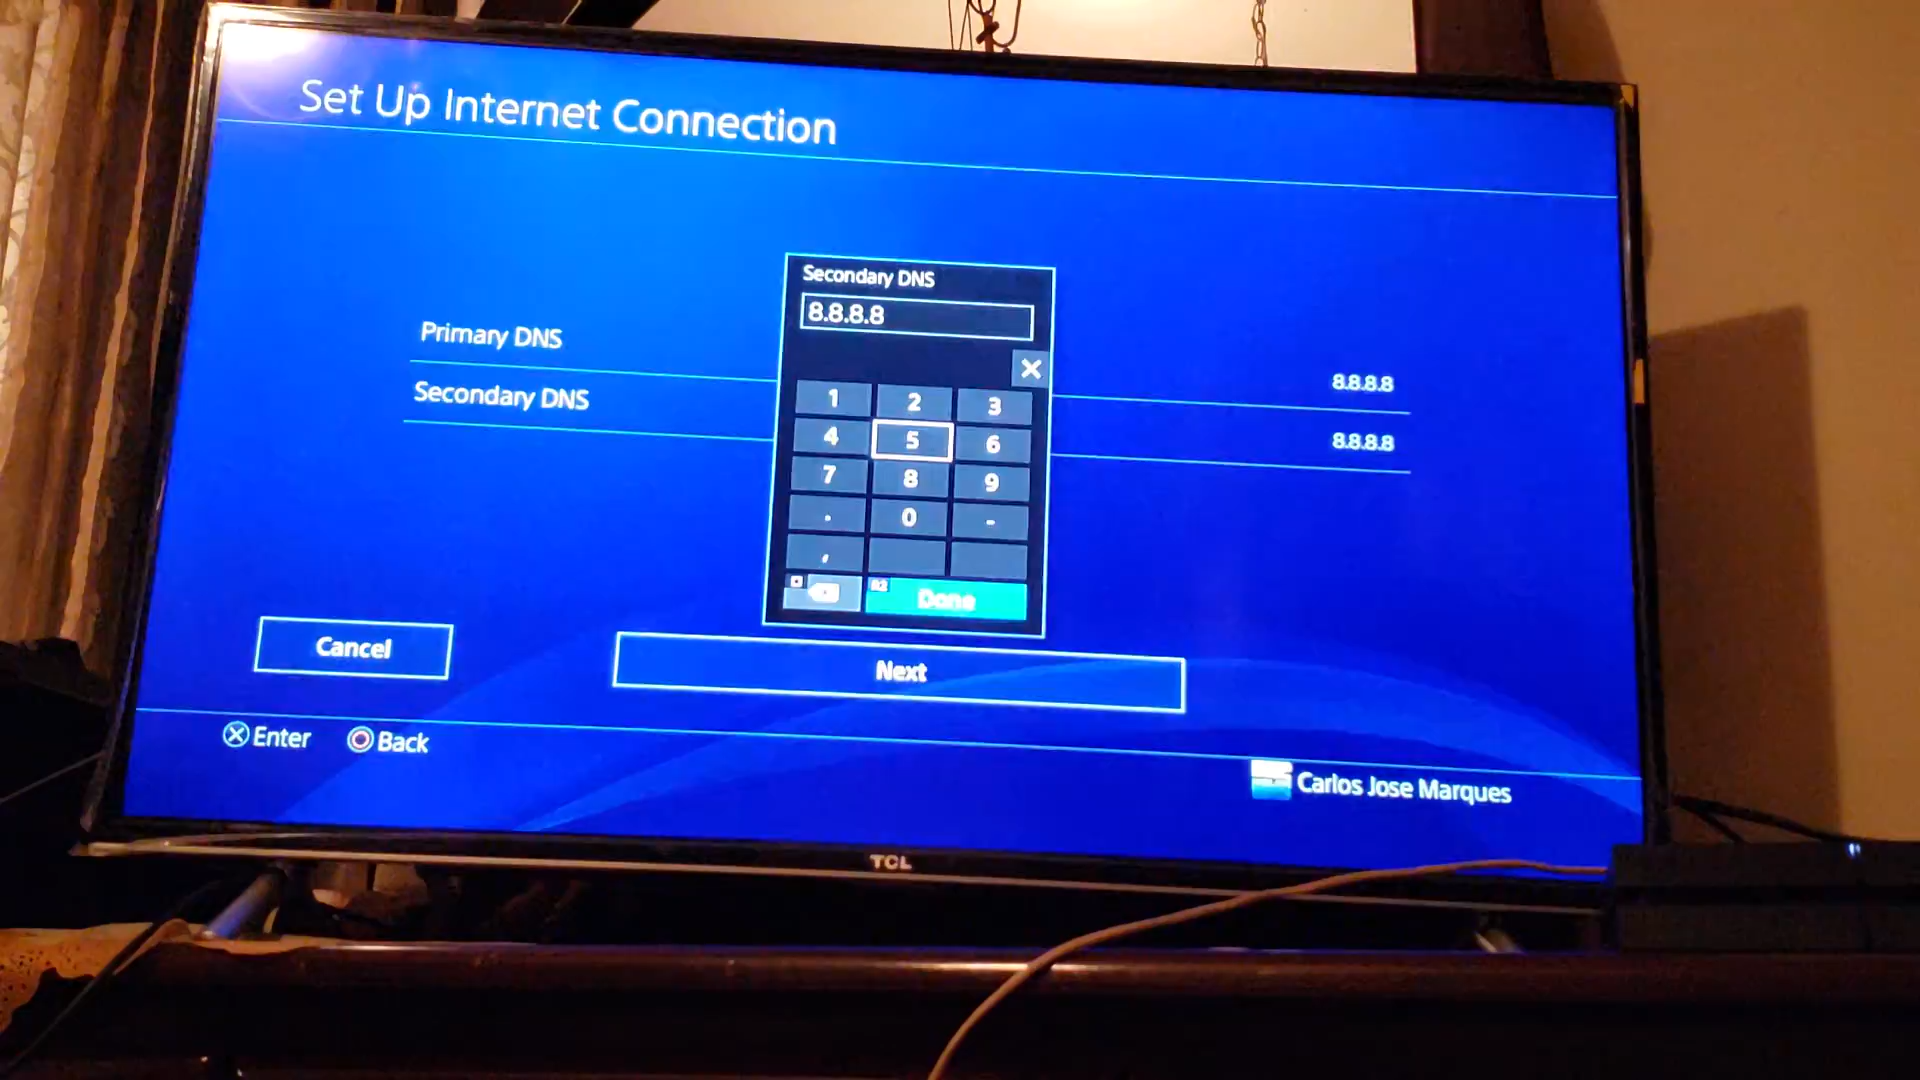 Set Up Internet Connection
Secondary DNS
8.8.8.8
Primary DNS
8.8.8.8
Secondary DNS
8.8.8.8
1 2 3
4 5 6
7 8 9
. 0 -
,
R2 Done
Cancel
Next
Enter Back
Carlos Jose Marques
TCL